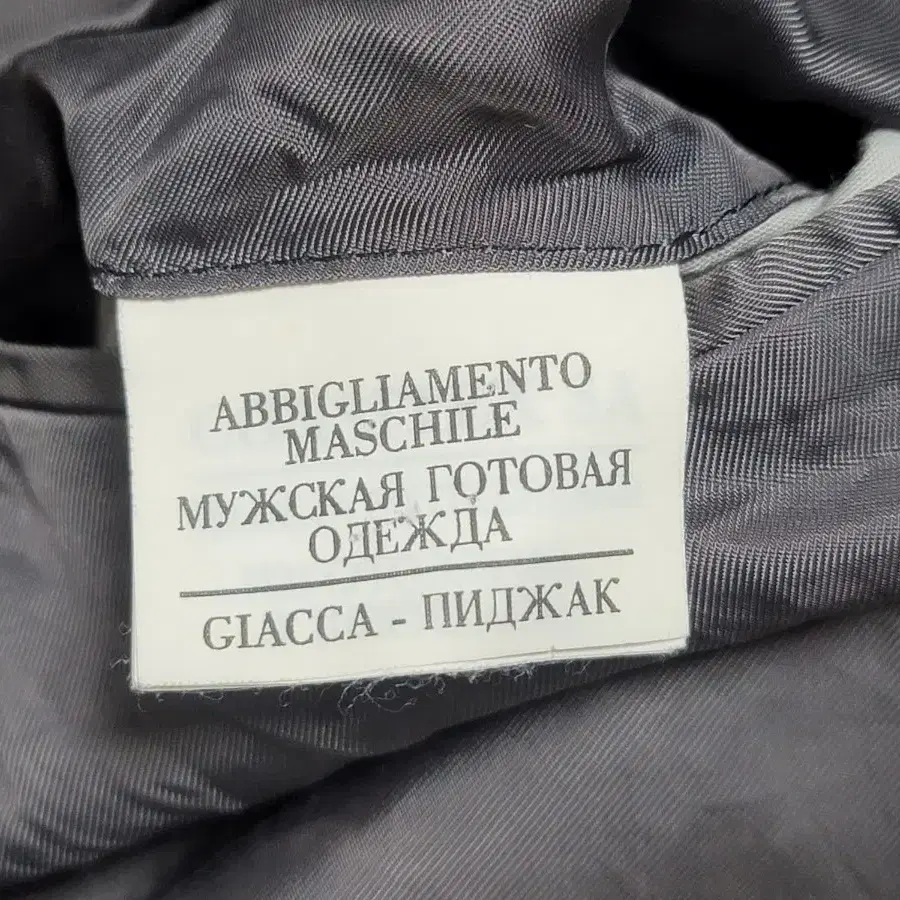 ABBIGLIAMENTO
MASCHILE
МУЖСКАЯ ГОТОВАЯ
ОДЕЖДА
GIACCA - ПИДЖАК